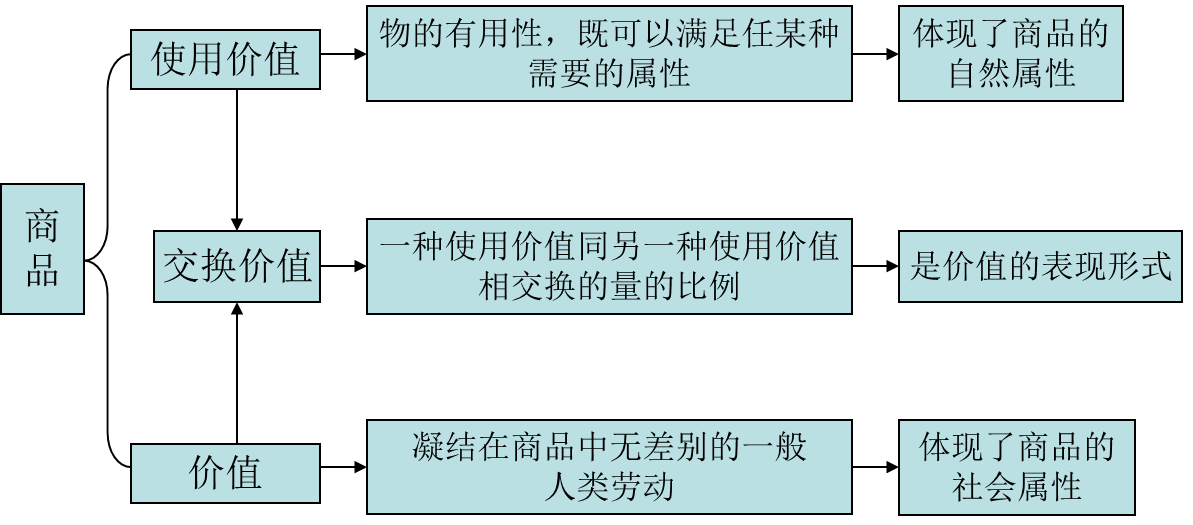 使用价值
物的有用性，既可以满足任某种
需要的属性
体现了商品的
自然属性
商
品
交换价值
一种使用价值同另一种使用价值
相交换的量的比例
是价值的表现形式
价值
凝结在商品中无差别的一般
人类劳动
体现了商品的
社会属性